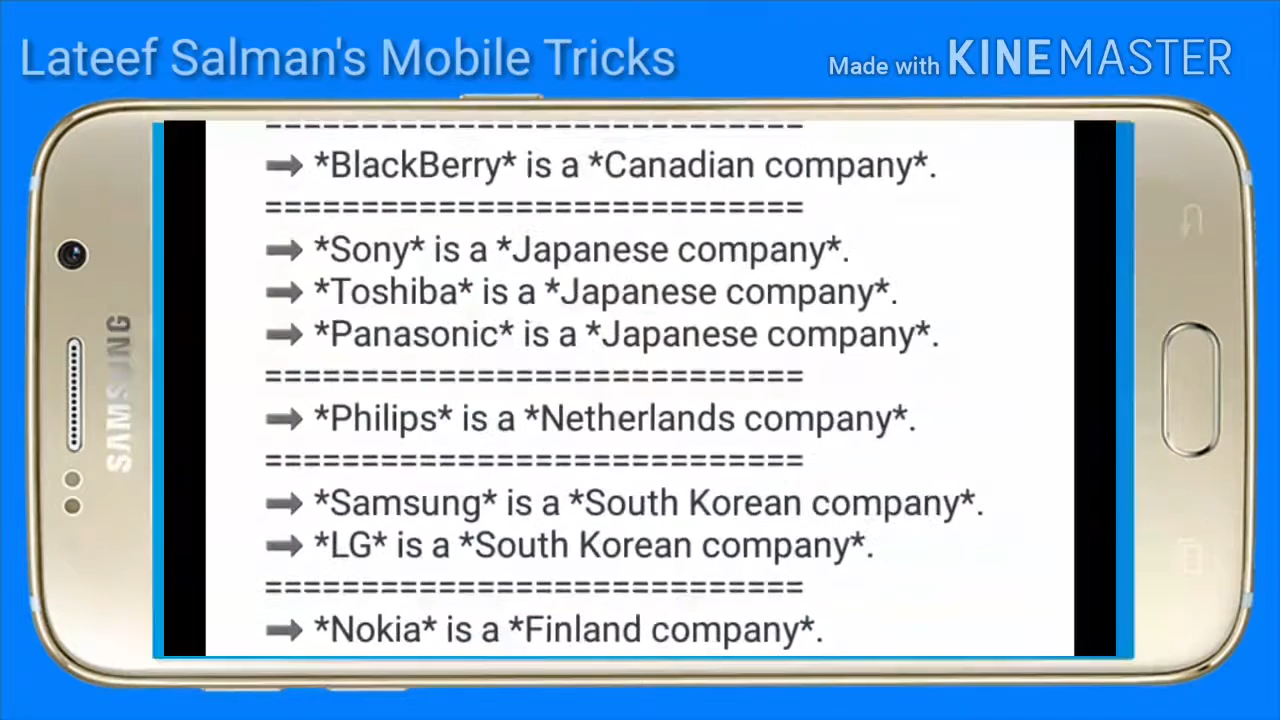 Lateef Salman's Mobile Tricks
Made with KINEMASTER
===========================
➡ *BlackBerry* is a *Canadian company*.
===========================
➡ *Sony* is a *Japanese company*.
➡ *Toshiba* is a *Japanese company*.
➡ *Panasonic* is a *Japanese company*.
===========================
➡ *Philips* is a *Netherlands company*.
===========================
➡ *Samsung* is a *South Korean company*.
➡ *LG* is a *South Korean company*.
===========================
➡ *Nokia* is a *Finland company*.
SAMSUNG